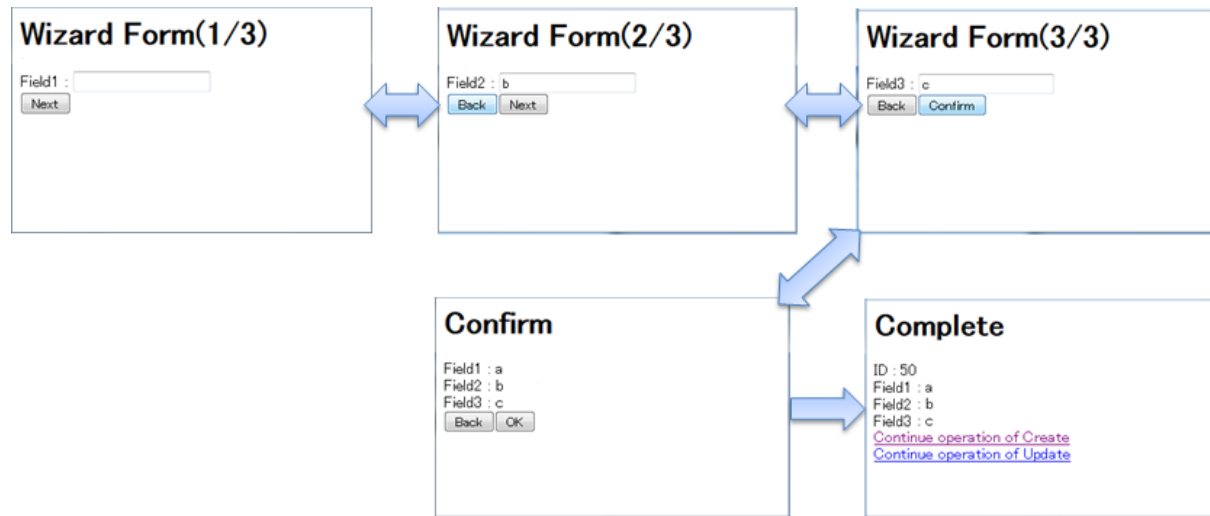 Wizard Form(1/3)
Field1 :
Next
Wizard Form(2/3)
Field2 : b
Back Next
Wizard Form(3/3)
Field3 : c
Back Confirm
Confirm
Field1 : a
Field2 : b
Field3 : c
Back OK
Complete
ID : 50
Field1 : a
Field2 : b
Field3 : c
Continue operation of Create
Continue operation of Update